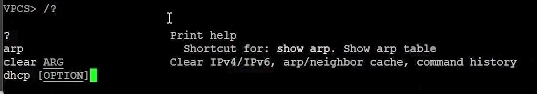 VPCS> /?
? Print help
arp Shortcut for: show arp. Show arp table
clear ARG Clear IPv4/IPv6, arp/neighbor cache, command history
dhcp [OPTION]